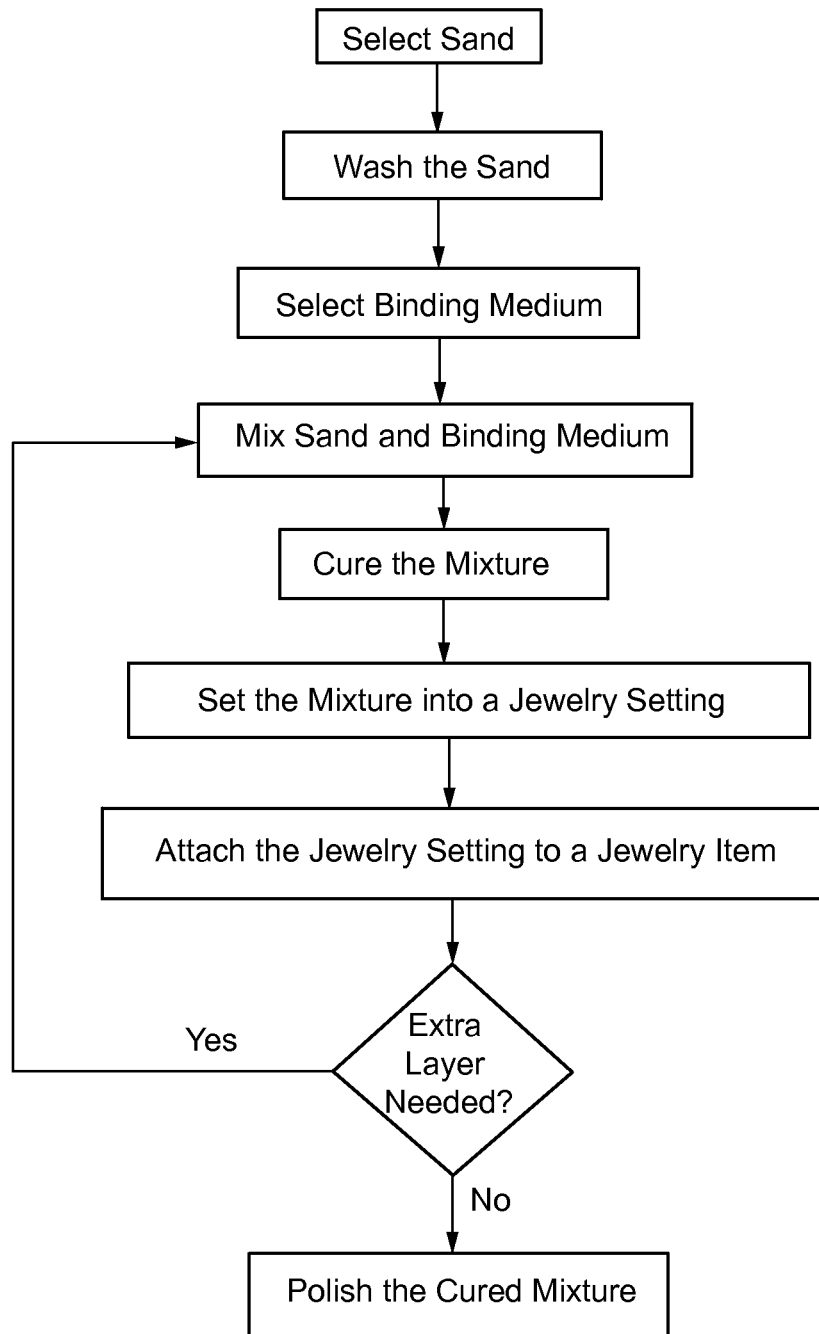 Select Sand
Wash the Sand
Select Binding Medium
Mix Sand and Binding Medium
Cure the Mixture
Set the Mixture into a Jewelry Setting
Attach the Jewelry Setting to a Jewelry Item
Yes
Extra
Layer
Needed?
No
Polish the Cured Mixture